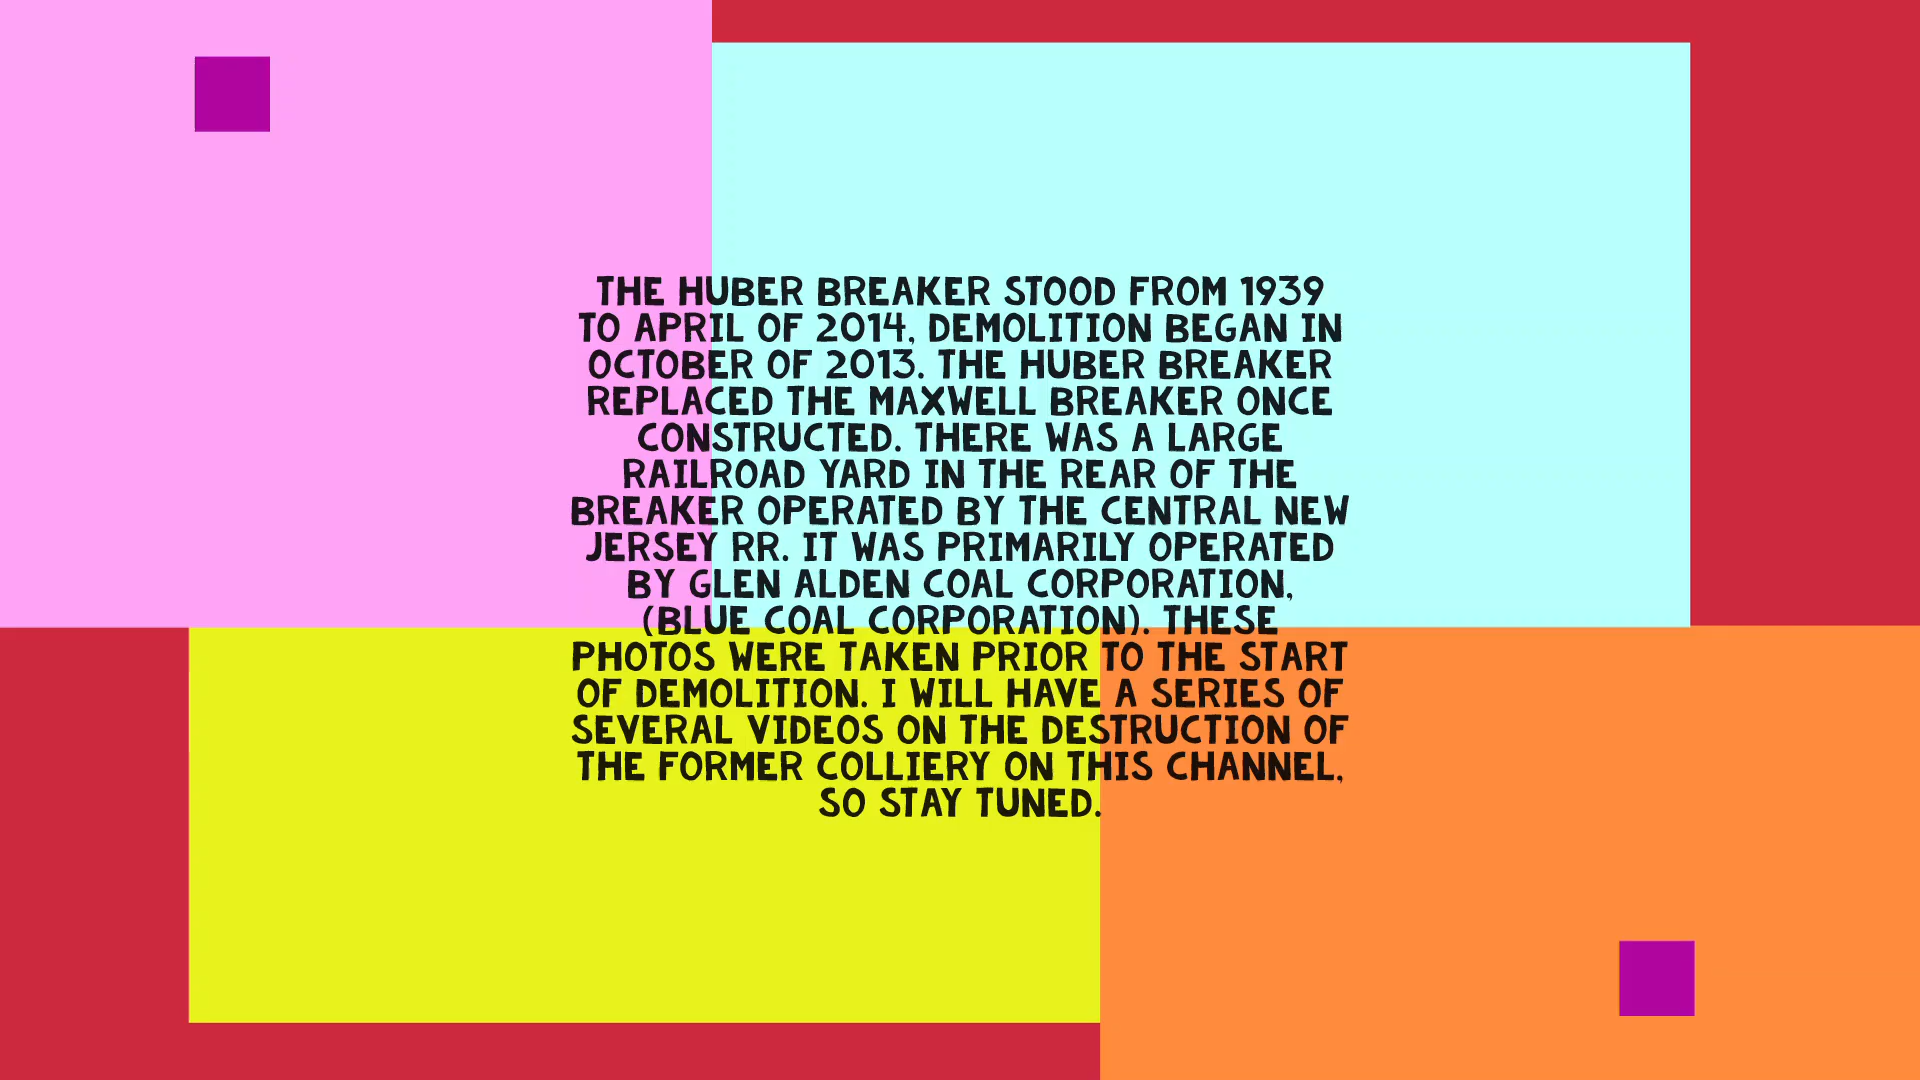 THE HUBER BREAKER STOOD FROM 1939
TO APRIL OF 2014, DEMOLITION BEGAN IN
OCTOBER OF 2013. THE HUBER BREAKER
REPLACED THE MAXWELL BREAKER ONCE
CONSTRUCTED. THERE WAS A LARGE
RAILROAD YARD IN THE REAR OF THE
BREAKER OPERATED BY THE CENTRAL NEW
JERSEY RR. IT WAS PRIMARILY OPERATED
BY GLEN ALDEN COAL CORPORATION,
(BLUE COAL CORPORATION). THESE
PHOTOS WERE TAKEN PRIOR TO THE START
OF DEMOLITION. I WILL HAVE A SERIES OF
SEVERAL VIDEOS ON THE DESTRUCTION OF
THE FORMER COLLIERY ON THIS CHANNEL,
SO STAY TUNED.